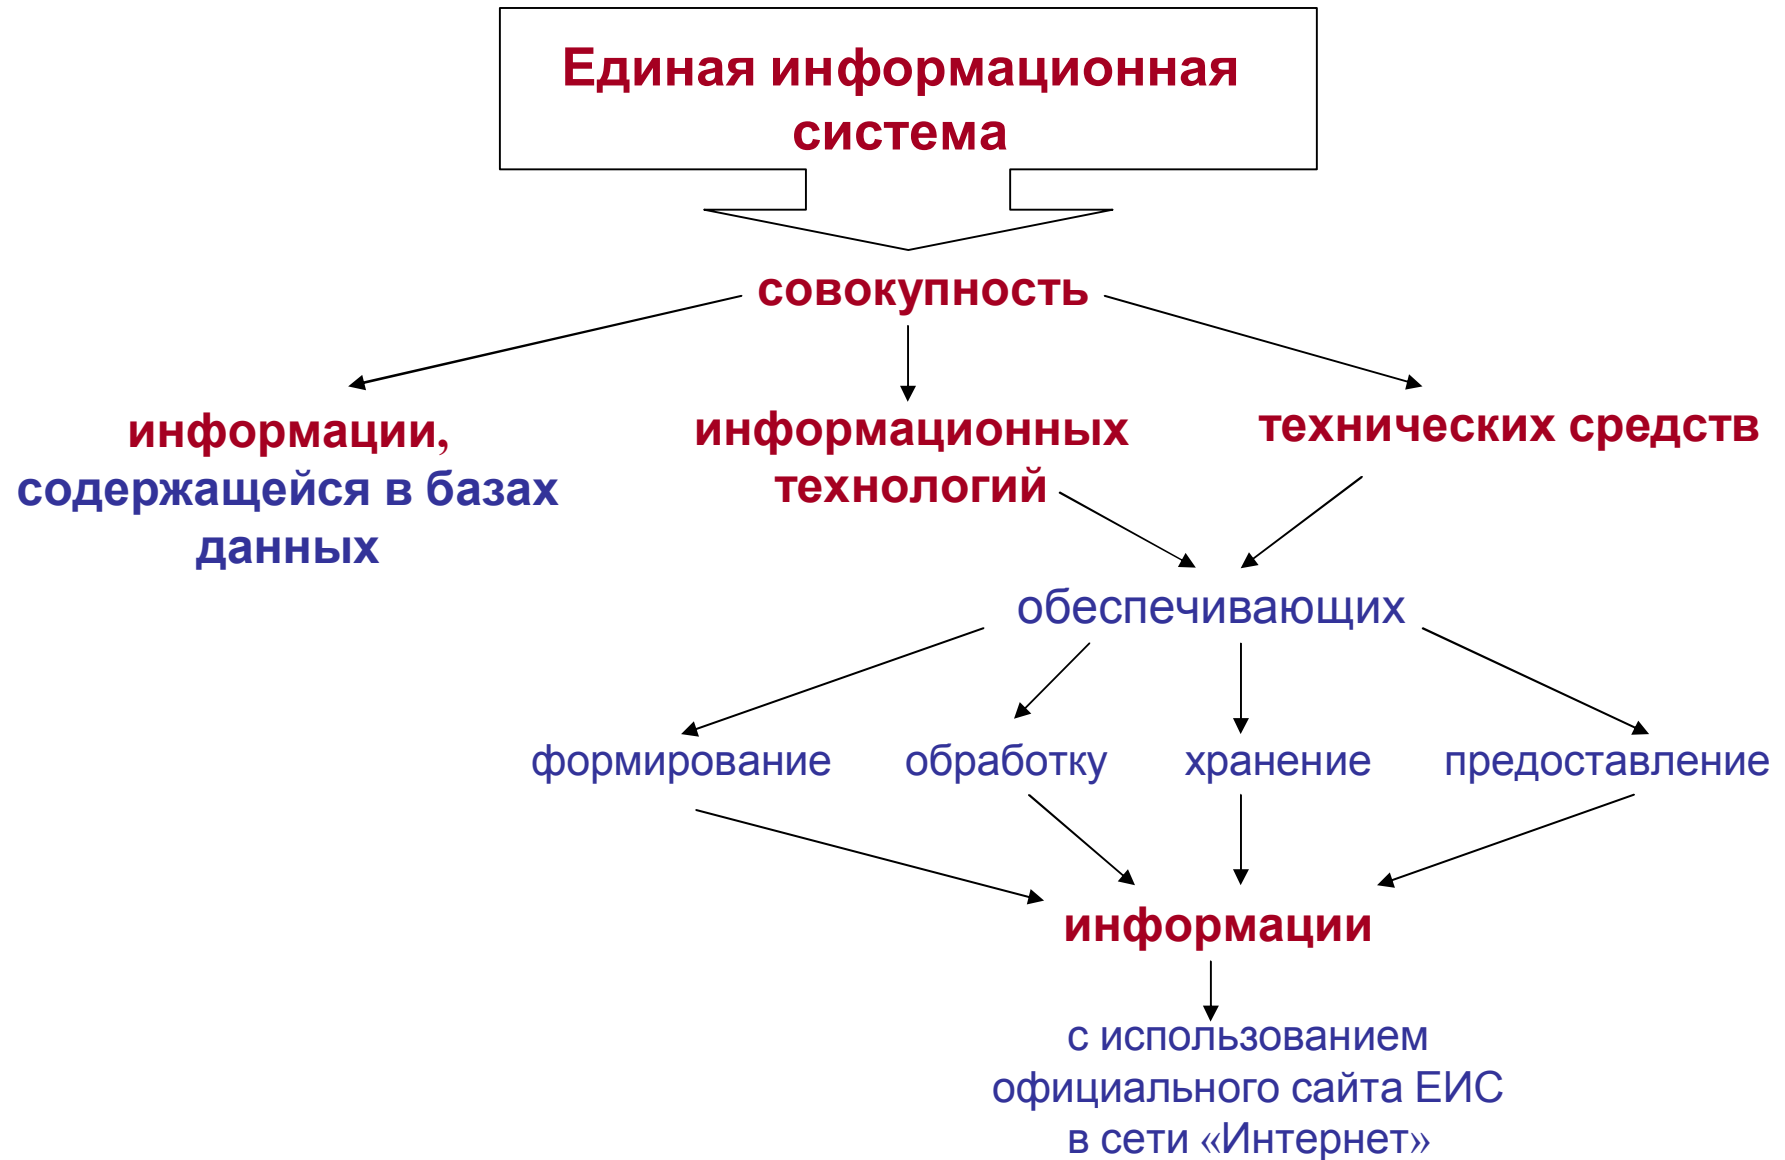 Единая информационная
система
совокупность
информации,
содержащейся в базах
данных
информационных
технологий
технических средств
обеспечивающих
формирование
обработку
хранение
предоставление
информации
с использованием
официального сайта ЕИС
в сети «Интернет»